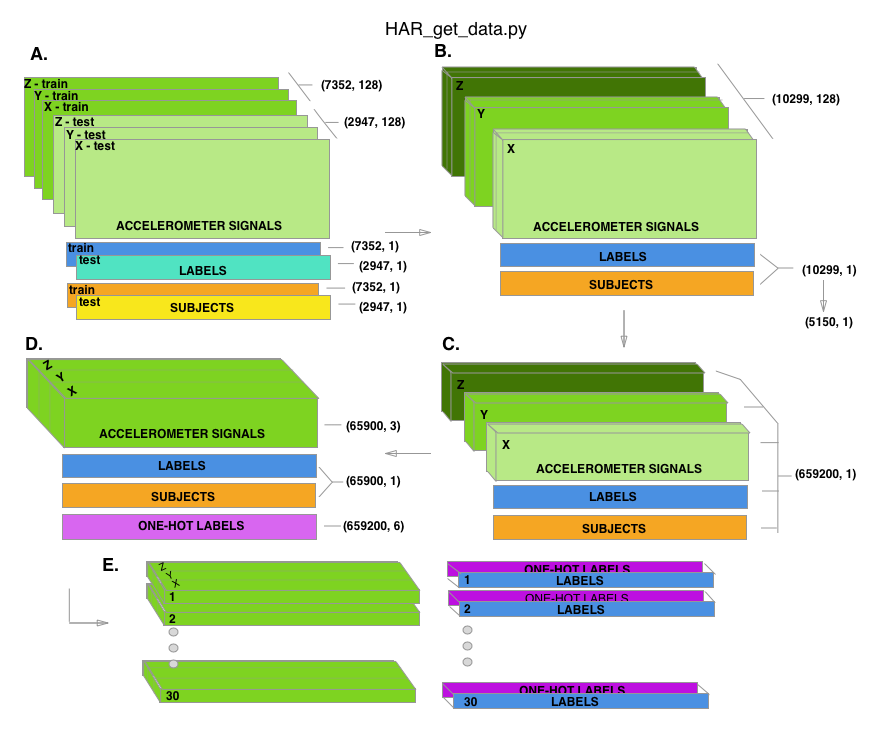 HAR_get_data.py
A.
Z - train
Y - train
X - train
Z - test
Y - test
X - test
ACCELEROMETER SIGNALS
(7352, 128)
(2947, 128)
train
test
LABELS
(7352, 1)
(2947, 1)
train
test
SUBJECTS
(7352, 1)
(2947, 1)
B.
Z
Y
X
ACCELEROMETER SIGNALS
(10299, 128)
LABELS
SUBJECTS
(10299, 1)
(5150, 1)
C.
Z
Y
X
ACCELEROMETER SIGNALS
LABELS
SUBJECTS
(659200, 1)
D.
Z
Y
X
ACCELEROMETER SIGNALS
(65900, 3)
LABELS
SUBJECTS
(65900, 1)
ONE-HOT LABELS
(659200, 6)
E.
Z
Y
X
1
2
30
ONE-HOT LABELS
1 LABELS
ONE-HOT LABELS
2 LABELS
ONE-HOT LABELS
30 LABELS